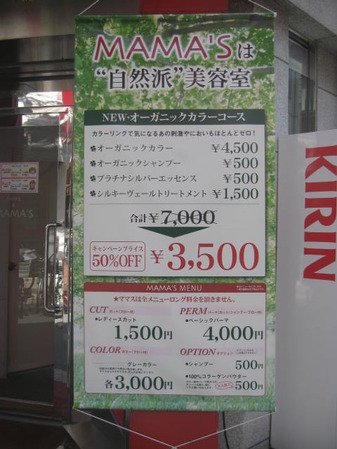 MAMA'Sは
“自然派”美容室
NEW・オーガニックカラーコース
カラーリングで気になるあの刺激やにおいもほとんどゼロ!
オーガニックカラー ¥4,500
オーガニックシャンプー ¥500
プラチナシルバーエッセンス ¥500
シルキーヴェールトリートメント ¥1,500
合計¥7,000
キャンペーンプライス
50%OFF
¥3,500
MAMA'S MENU
※ママスは全メニューロング料金を頂きません。
CUT
•レディースカット
1,500円
PERM
•ベーシックパーマ
4,000円
COLOR
グレーカラー
各3,000円
OPTION オプション
•シャンプー 500円
•100%コラーゲンパウダー
500円
KIRIN
MAMA'S